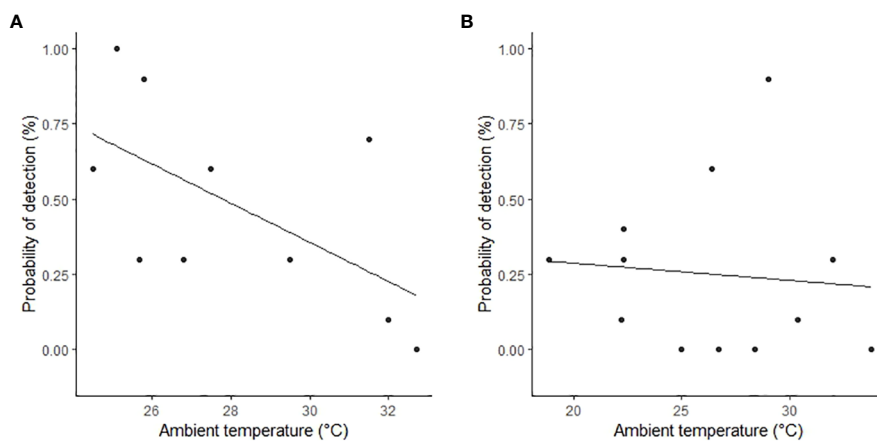 A
Probability of detection (%)
1.00
0.75
0.50
0.25
0.00
26 28 30 32
Ambient temperature (°C)
B
Probability of detection (%)
1.00
0.75
0.50
0.25
0.00
20 25 30
Ambient temperature (°C)